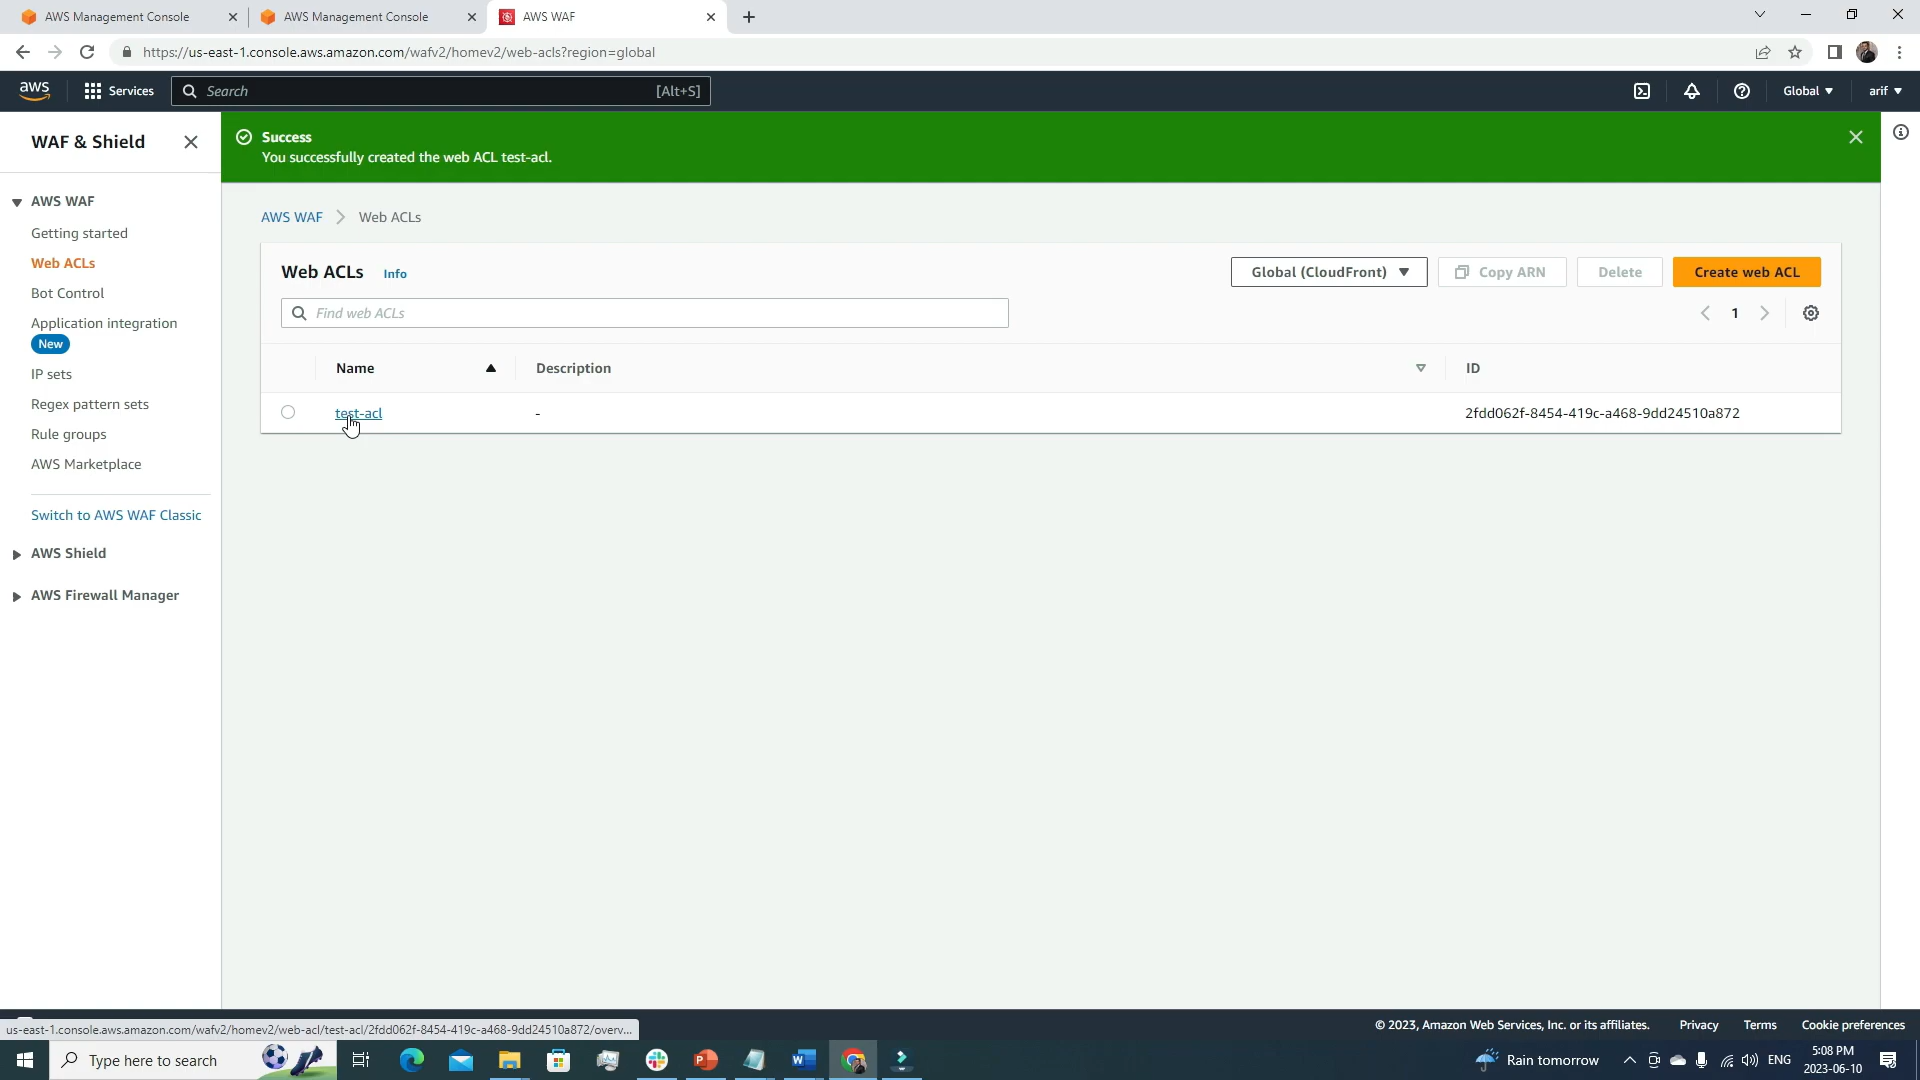 AWS Management Console
AWS Management Console
AWS WAF
https://us-east-1.console.aws.amazon.com/wafv2/homev2/web-acls?region=global
aws
Services
Search
[Alt+S]
Global
arif
WAF & Shield
AWS WAF
Getting started
Web ACLs
Bot Control
Application integration
New
IP sets
Regex pattern sets
Rule groups
AWS Marketplace
Switch to AWS WAF Classic
AWS Shield
AWS Firewall Manager
Success
You successfully created the web ACL test-acl.
AWS WAF
Web ACLs
Web ACLs
Info
Global (CloudFront)
Copy ARN
Delete
Create web ACL
Find web ACLs
1
Name
Description
ID
test-acl
-
2fdd062f-8454-419c-a468-9dd24510a872
us-east-1.console.aws.amazon.com/wafv2/homev2/web-acl/test-acl/2fdd062f-8454-419c-a468-9dd24510a872/overv...
© 2023, Amazon Web Services, Inc. or its affiliates.
Privacy
Terms
Cookie preferences
Type here to search
Rain tomorrow
ENG
5:08 PM
2023-06-10